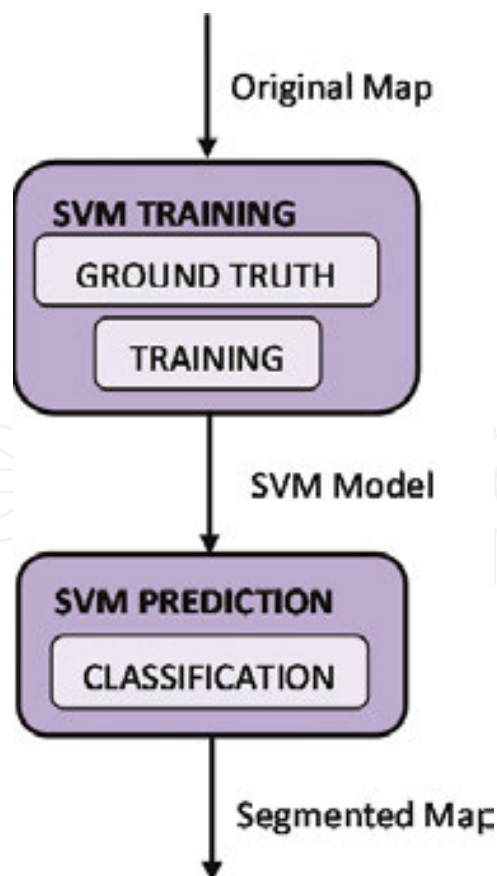 Original Map
SVM TRAINING
GROUND TRUTH
TRAINING
SVM Model
SVM PREDICTION
CLASSIFICATION
Segmented Map